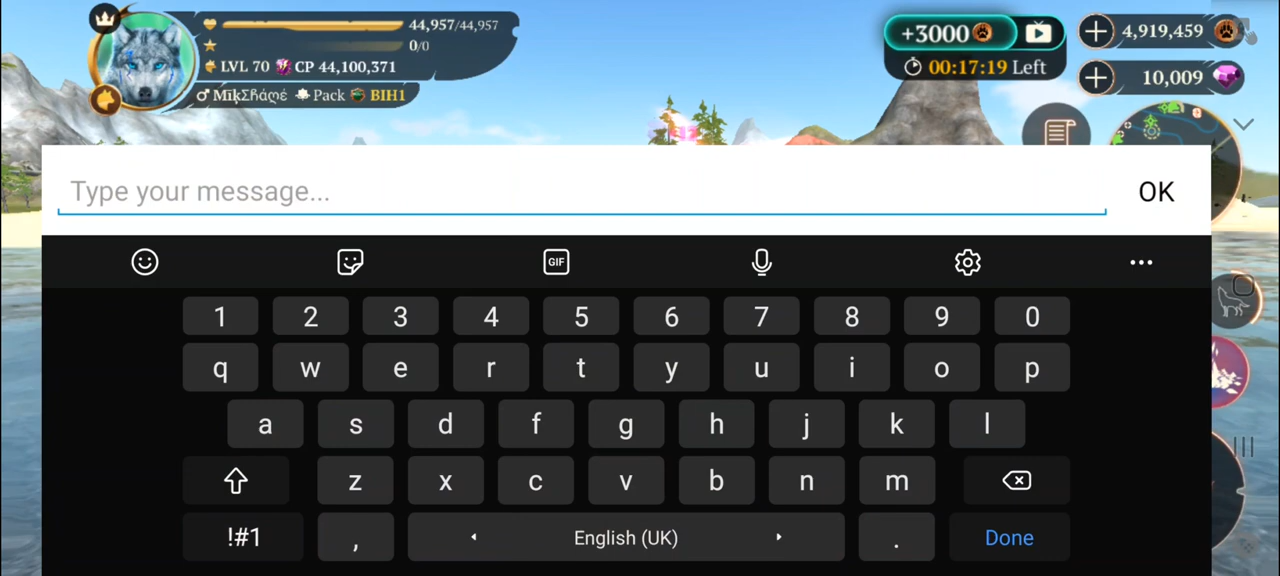 44,957/44,957
0/0
LVL 70 CP 44,100,371
♂ MīķΣɦáღé Pack BIH1
+3000
00:17:19 Left
4,919,459
10,009
Type your message...
OK
GIF
1 2 3 4 5 6 7 8 9 0
q w e r t y u i o p
a s d f g h j k l
z x c v b n m
!#1 , English (UK) . Done